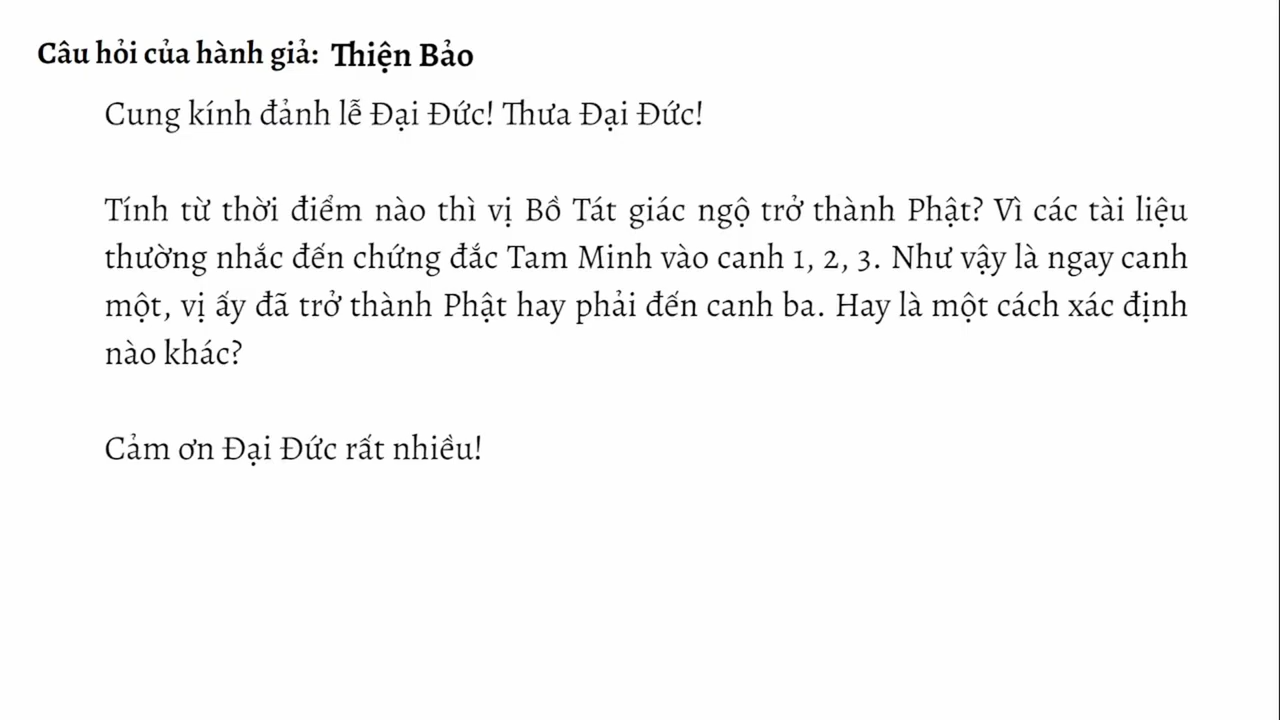 Câu hỏi của hành giả: Thiện Bảo
Cung kính đảnh lễ Đại Đức! Thưa Đại Đức!
Tính từ thời điểm nào thì vị Bồ Tát giác ngộ trở thành Phật? Vì các tài liệu
thường nhắc đến chứng đắc Tam Minh vào canh 1, 2, 3. Như vậy là ngay canh
một, vị ấy đã trở thành Phật hay phải đến canh ba. Hay là một cách xác định
nào khác?
Cảm ơn Đại Đức rất nhiều!